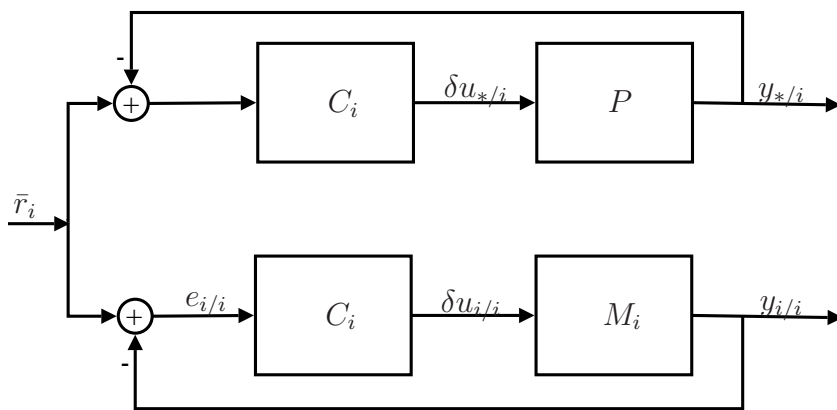 -
+ C_i δu_{*/i} P y_{*/i}
r̄_i
+ e_{i/i} C_i δu_{i/i} M_i y_{i/i}
-